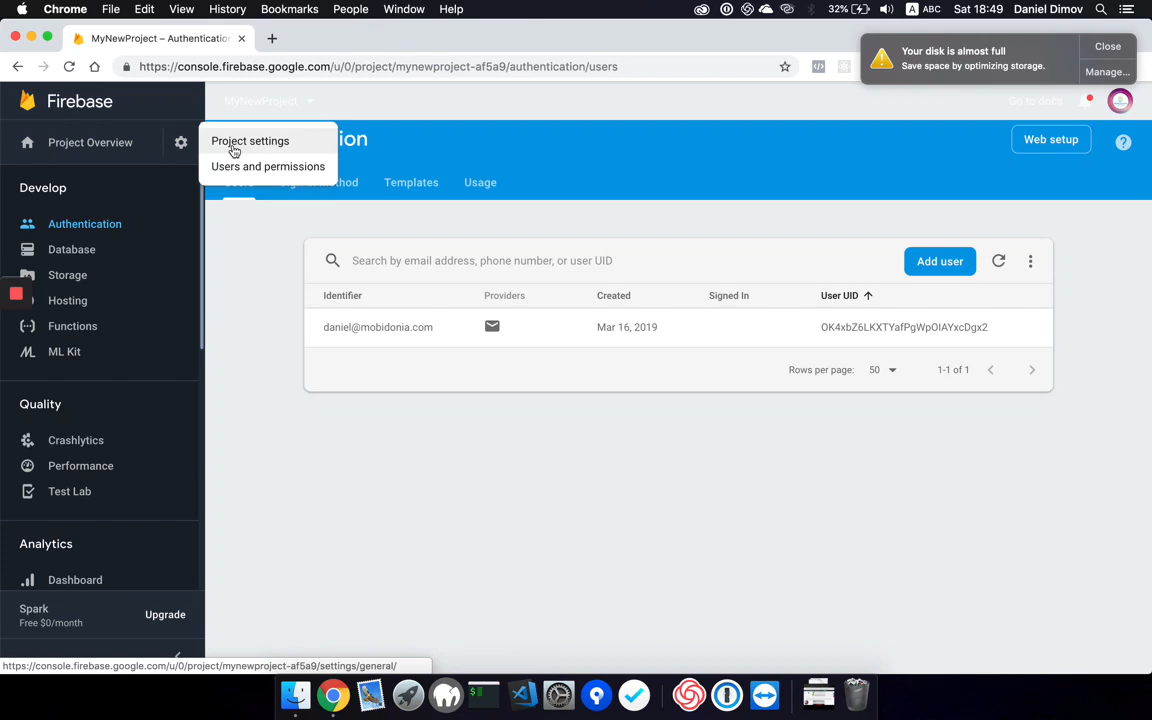 Chrome File Edit View History Bookmarks People Window Help
32% A ABC Sat 18:49 Daniel Dimov
MyNewProject – Authentication
https://console.firebase.google.com/u/0/project/mynewproject-af5a9/authentication/users
Your disk is almost full
Save space by optimizing storage.
Close
Manage...
Firebase
MyNewProject
Go to docs
Project Overview
Project settings
Users and permissions
Web setup
Templates
Usage
Develop
Authentication
Database
Storage
Hosting
Functions
ML Kit
Quality
Crashlytics
Performance
Test Lab
Analytics
Dashboard
Spark
Free $0/month
Upgrade
Search by email address, phone number, or user UID
Add user
Identifier Providers Created Signed In User UID
daniel@mobidonia.com Mar 16, 2019 OK4xbZ6LKXTYafPgWpOIAYxcDgx2
Rows per page: 50 1-1 of 1
https://console.firebase.google.com/u/0/project/mynewproject-af5a9/settings/general/